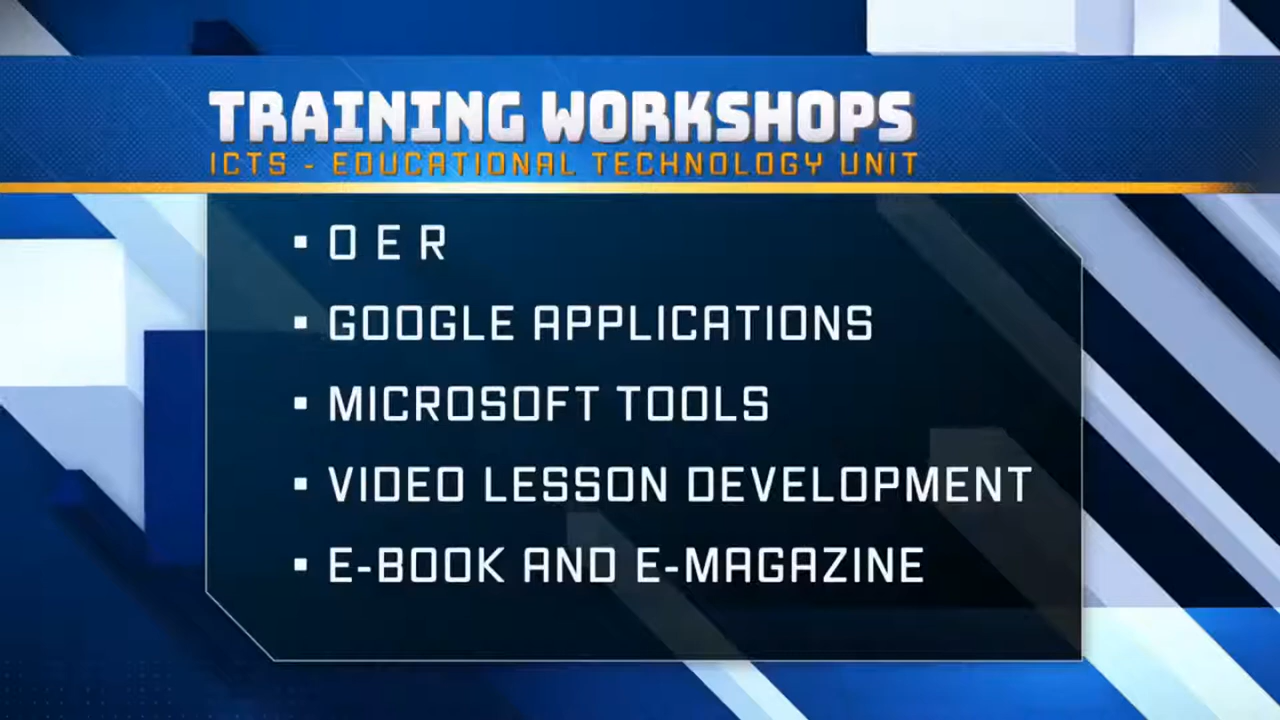 TRAINING WORKSHOPS
ICTS - EDUCATIONAL TECHNOLOGY UNIT
▪ O E R
▪ GOOGLE APPLICATIONS
▪ MICROSOFT TOOLS
▪ VIDEO LESSON DEVELOPMENT
▪ E-BOOK AND E-MAGAZINE